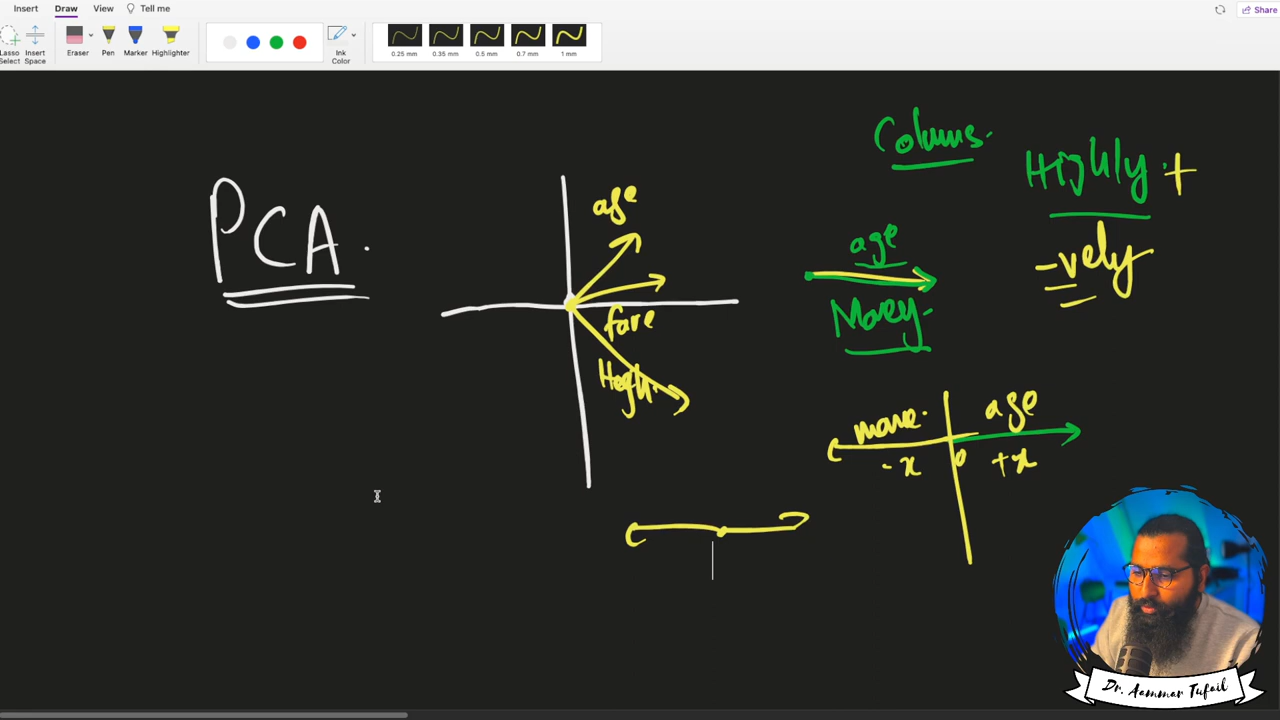 Insert Draw View Tell me
Share
Lasso Select
Insert Space
Eraser
Pen
Marker
Highlighter
Ink Color
0.25 mm
0.35 mm
0.5 mm
0.7 mm
1 mm
Colums.
Highly +
-vely
PCA.
age
fare
age
Money.
age
-x
0
+x
Dr. Aammar Tufail